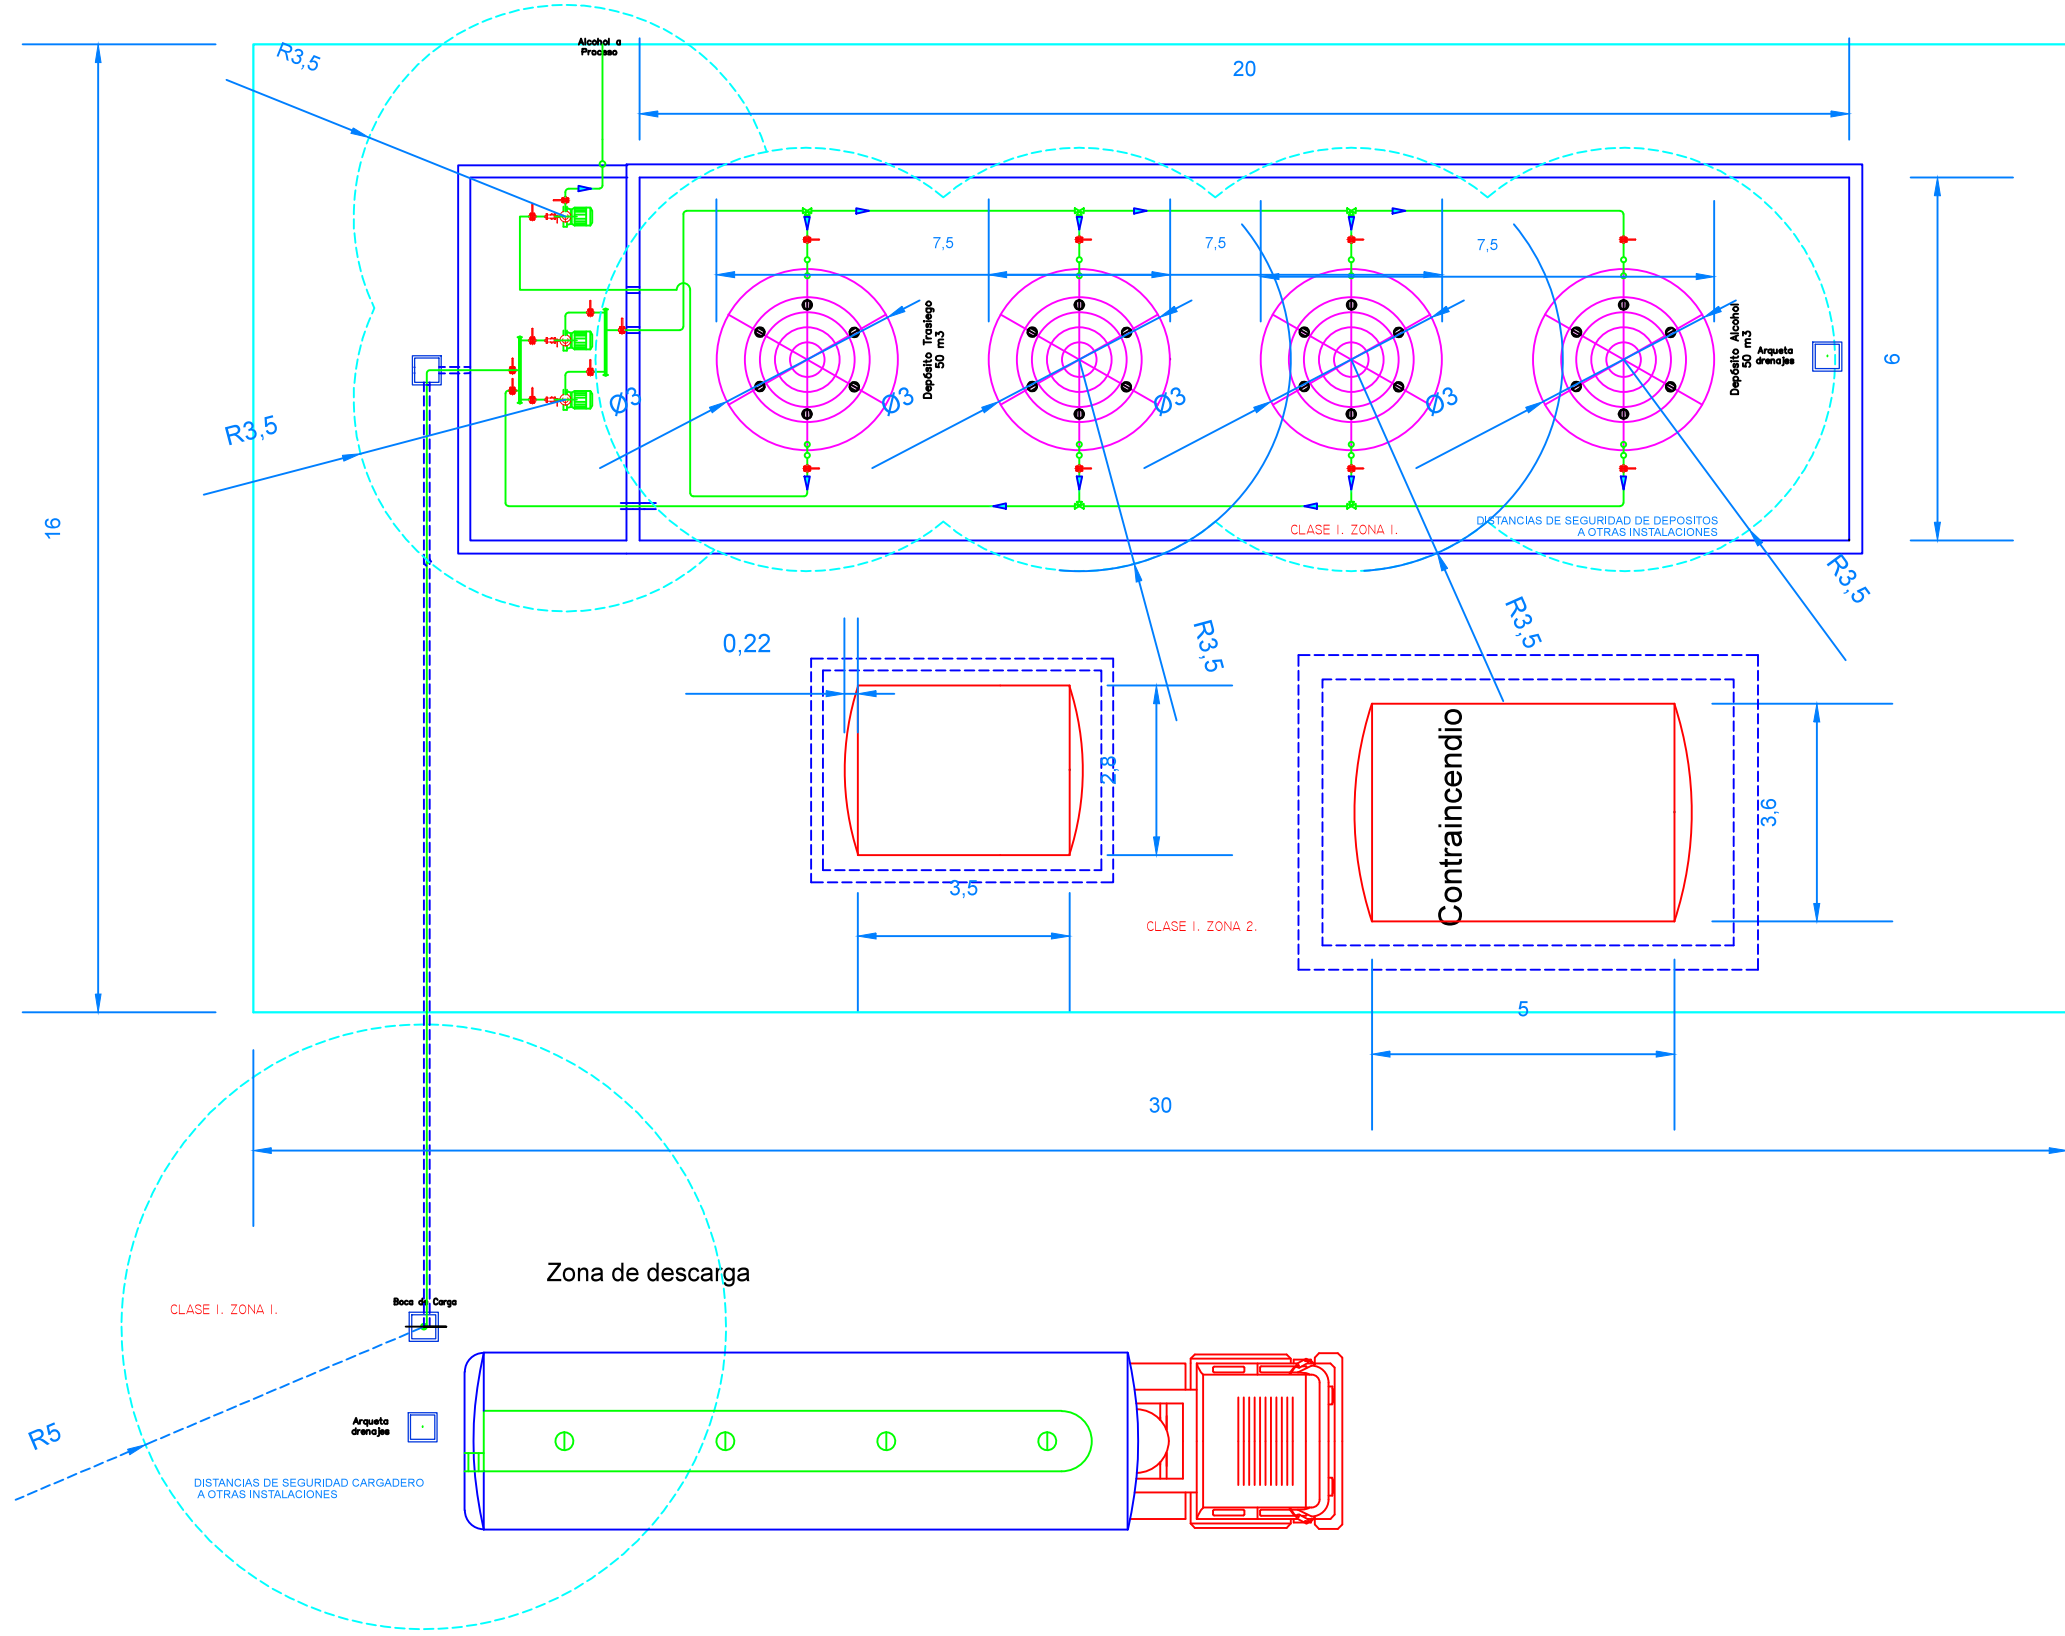 Alcohol a
Proceso
R3,5
20
7,5
7,5
7,5
Depósito Trasiego
50 m3
Depósito Alcohol
50 m3
Arqueta
drenajes
6
Ø3
Ø3
Ø3
R3,5
16
CLASE I. ZONA I.
DISTANCIAS DE SEGURIDAD DE DEPOSITOS
A OTRAS INSTALACIONES
R3,5
R3,5
R3,5
0,22
2,8
Contraincendio
3,6
3,5
CLASE I. ZONA 2.
5
30
Zona de descarga
Boca de Carga
CLASE I. ZONA I.
Arqueta
drenajes
R5
DISTANCIAS DE SEGURIDAD CARGADERO
A OTRAS INSTALACIONES